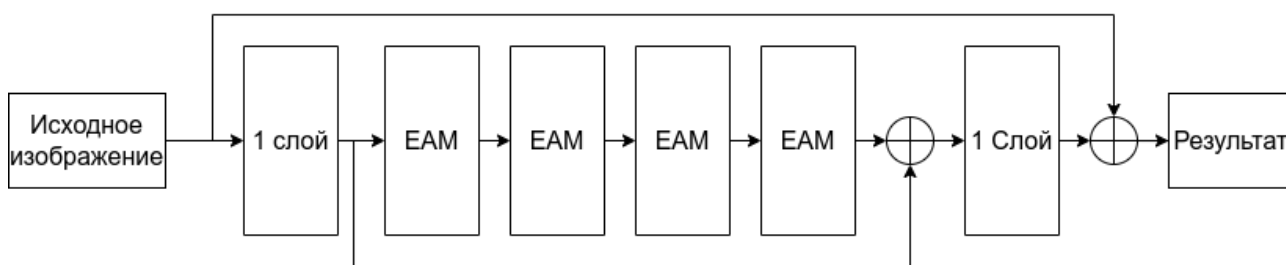 Исходное
изображение
1 слой
EAM
EAM
EAM
EAM
1 Слой
Результат